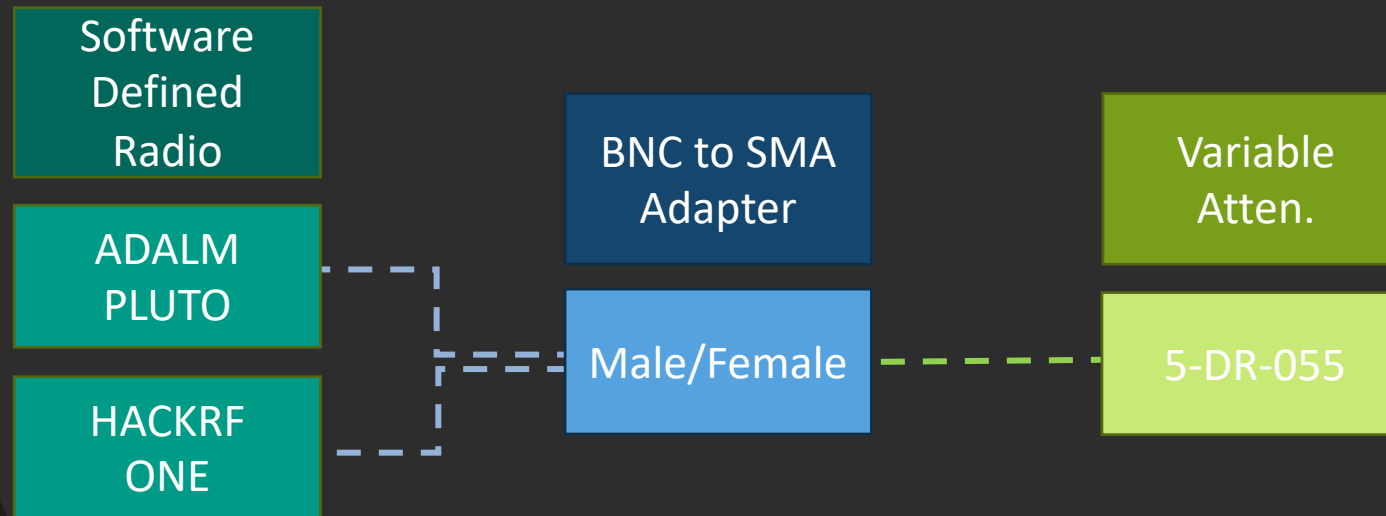 Software
Defined
Radio
ADALM
PLUTO
HACKRF
ONE
BNC to SMA
Adapter
Male/Female
Variable
Atten.
5-DR-055